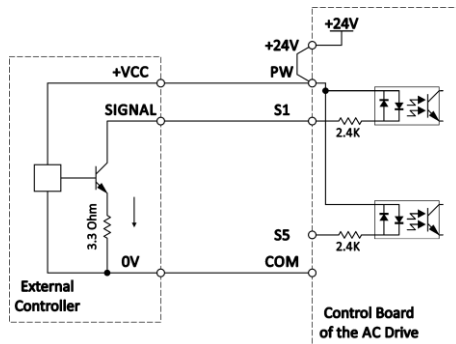 +24V
+24V
+VCC
PW
SIGNAL
S1
2.4K
3.3 Ohm
S5
2.4K
0V
COM
External
Controller
Control Board
of the AC Drive